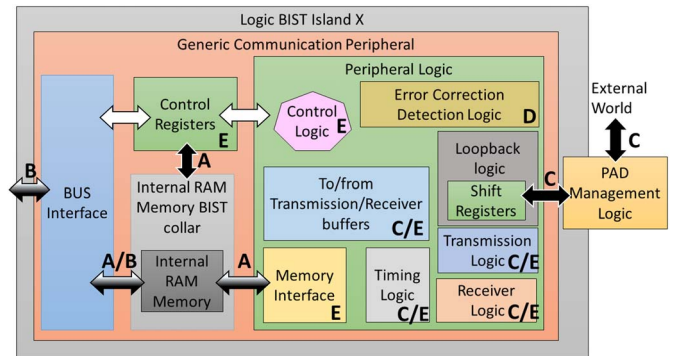 Logic BIST Island X
Generic Communication Peripheral
Peripheral Logic
Control
Registers
E
Control
Logic
E
Error Correction
Detection Logic
D
External
World
C
A
B
BUS
Interface
Internal RAM
Memory BIST
collar
To/from
Transmission/Receiver
buffers
C/E
Loopback
logic
Shift
Registers
C
PAD
Management
Logic
A/B
Internal
RAM
Memory
A
Memory
Interface
E
Timing
Logic
C/E
Transmission
Logic
C/E
Receiver
Logic
C/E